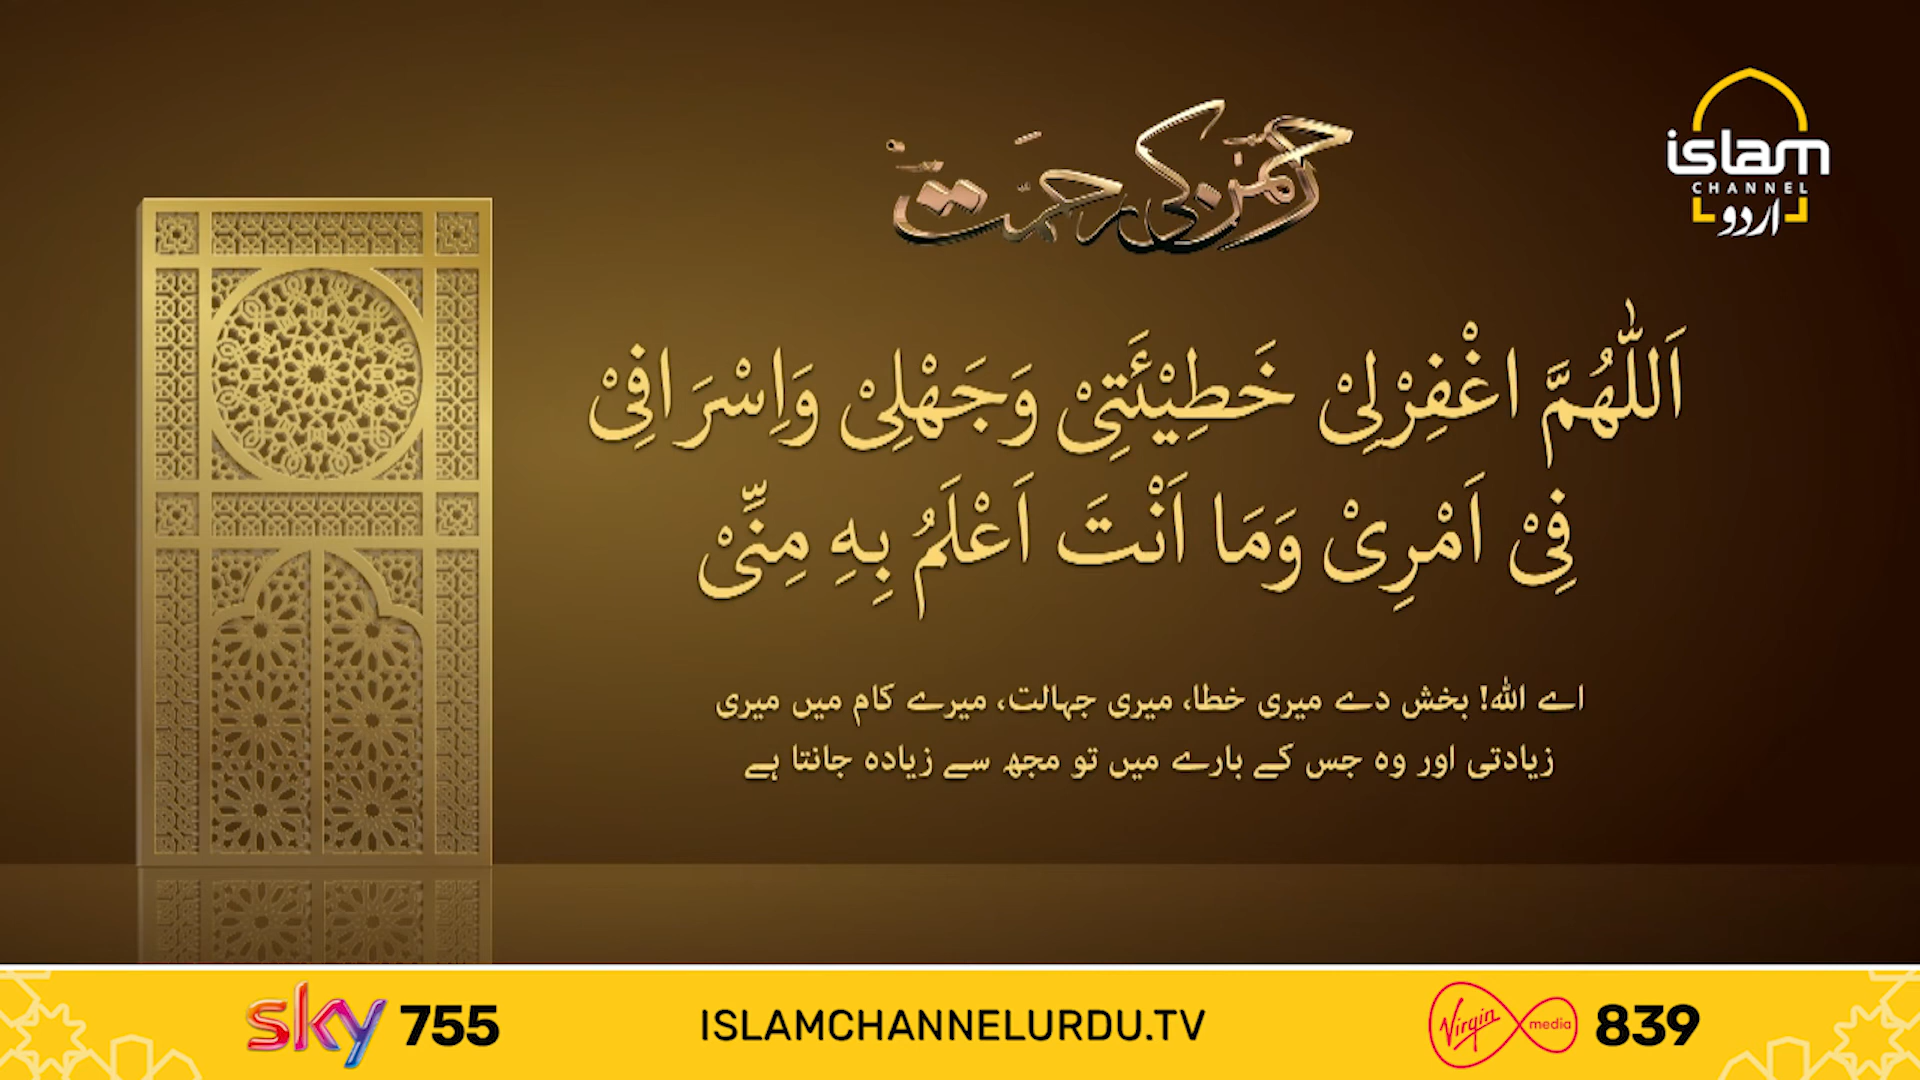 رحمٰن کی رحمت
islam
CHANNEL
اردو
اَللّٰهُمَّ اغْفِرْلِیْ خَطِیْئَتِیْ وَجَهْلِیْ وَاِسْرَافِیْ
فِیْ اَمْرِیْ وَمَا اَنْتَ اَعْلَمُ بِهٖ مِنِّیْ
اے اللہ! بخش دے میری خطا، میری جہالت، میرے کام میں میری
زیادتی اور وہ جس کے بارے میں تو مجھ سے زیادہ جانتا ہے
sky 755
ISLAMCHANNELURDU.TV
Virgin media 839